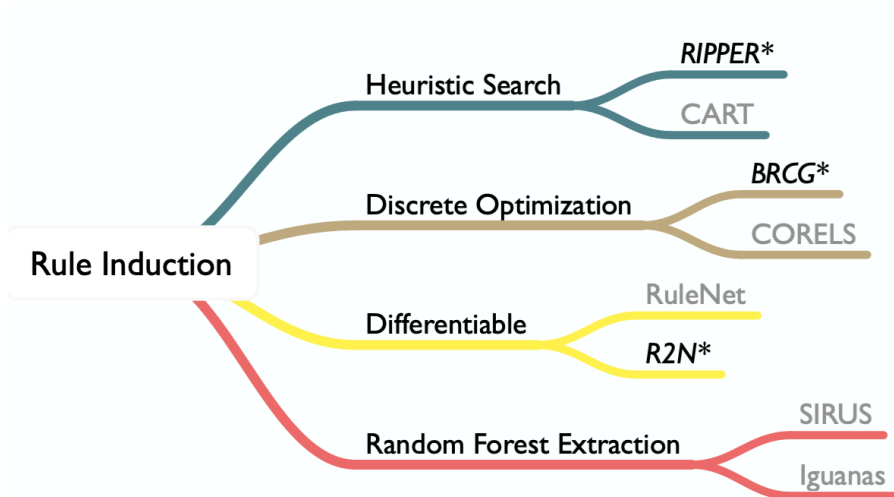 RIPPER*
Heuristic Search
CART
BRCG*
Discrete Optimization
CORELS
Rule Induction
RuleNet
Differentiable
R2N*
SIRUS
Random Forest Extraction
Iguanas